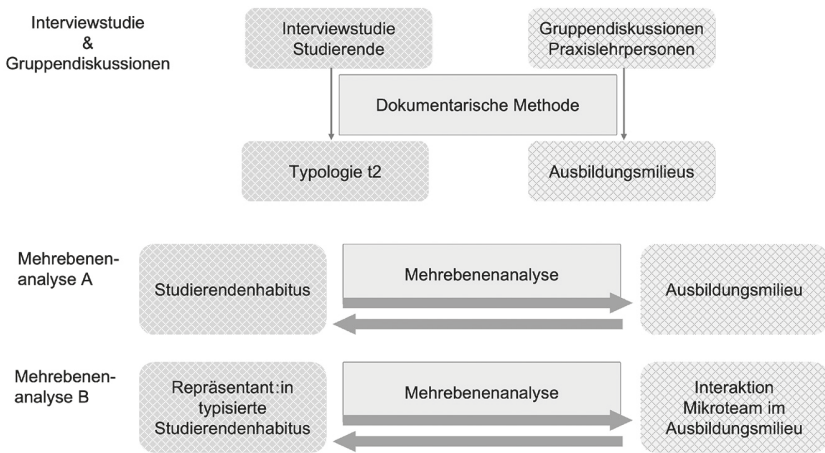 Interviewstudie
&
Gruppendiskussionen
Interviewstudie
Studierende
Gruppendiskussionen
Praxislehrpersonen
Dokumentarische Methode
Typologie t2
Ausbildungsmilieus
Mehrebenen-
analyse A
Studierendenhabitus
Mehrebenenanalyse
Ausbildungsmilieu
Mehrebenen-
analyse B
Repräsentant:in
typisierte
Studierendenhabitus
Mehrebenenanalyse
Interaktion
Mikroteam im
Ausbildungsmilieu